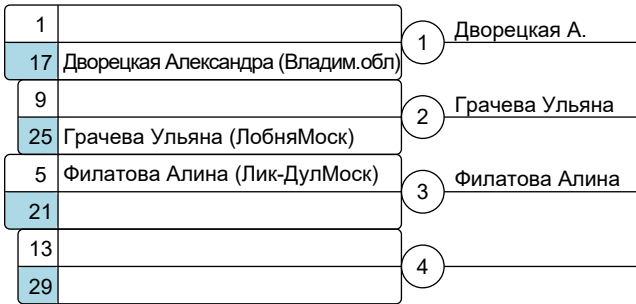 1
1 Дворецкая А.
17 Дворецкая Александра (Владим.обл)
9
2 Грачева Ульяна
25 Грачева Ульяна (ЛобняМоск)
5 Филатова Алина (Лик-ДулМоск)
3 Филатова Алина
21
13
4
29